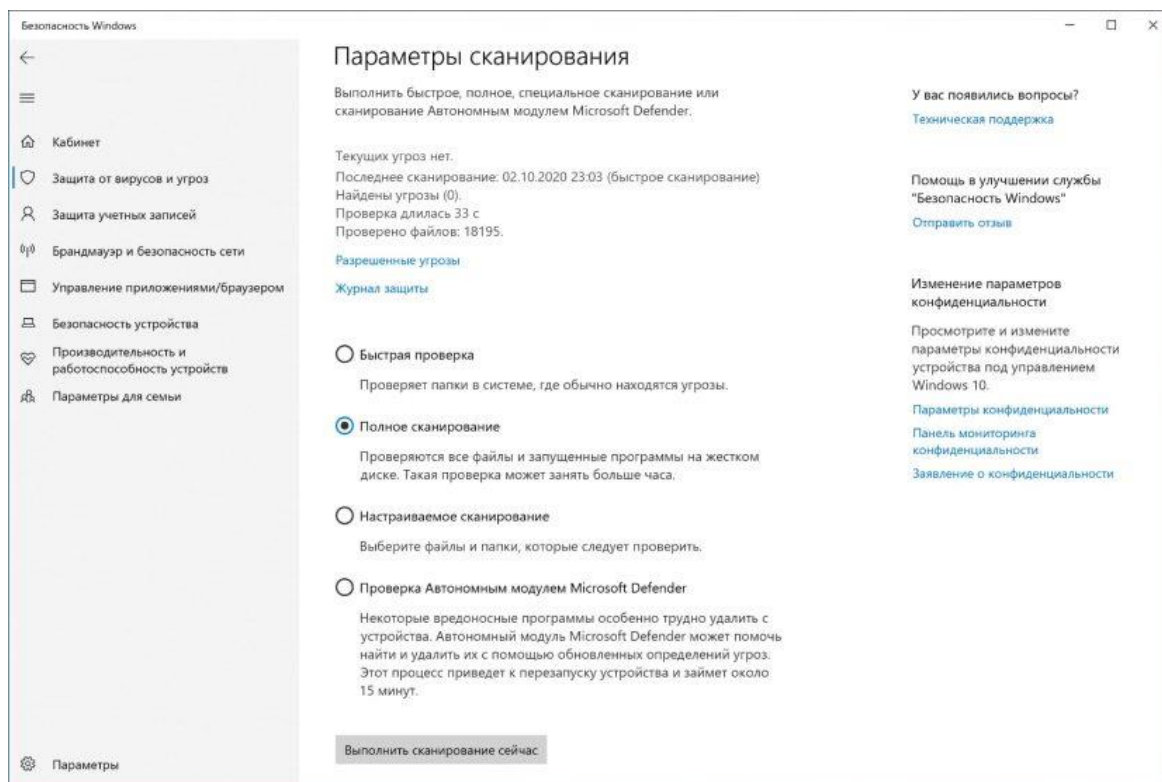 Безопасность Windows
Кабинет
Защита от вирусов и угроз
Защита учетных записей
Брандмауэр и безопасность сети
Управление приложениями/браузером
Безопасность устройства
Производительность и
работоспособность устройств
Параметры для семьи
Параметры
Параметры сканирования
Выполнить быстрое, полное, специальное сканирование или
сканирование Автономным модулем Microsoft Defender.
Текущих угроз нет.
Последнее сканирование: 02.10.2020 23:03 (быстрое сканирование)
Найдены угрозы (0).
Проверка длилась 33 с
Проверено файлов: 18195.
Разрешенные угрозы
Журнал защиты
Быстрая проверка
Проверяет папки в системе, где обычно находятся угрозы.
Полное сканирование
Проверяются все файлы и запущенные программы на жестком
диске. Такая проверка может занять больше часа.
Настраиваемое сканирование
Выберите файлы и папки, которые следует проверить.
Проверка Автономным модулем Microsoft Defender
Некоторые вредоносные программы особенно трудно удалить с
устройства. Автономный модуль Microsoft Defender может помочь
найти и удалить их с помощью обновленных определений угроз.
Этот процесс приведет к перезапуску устройства и займет около
15 минут.
Выполнить сканирование сейчас
У вас появились вопросы?
Техническая поддержка
Помощь в улучшении службы
"Безопасность Windows"
Отправить отзыв
Изменение параметров
конфиденциальности
Просмотрите и измените
параметры конфиденциальности
устройства под управлением
Windows 10.
Параметры конфиденциальности
Панель мониторинга
конфиденциальности
Заявление о конфиденциальности